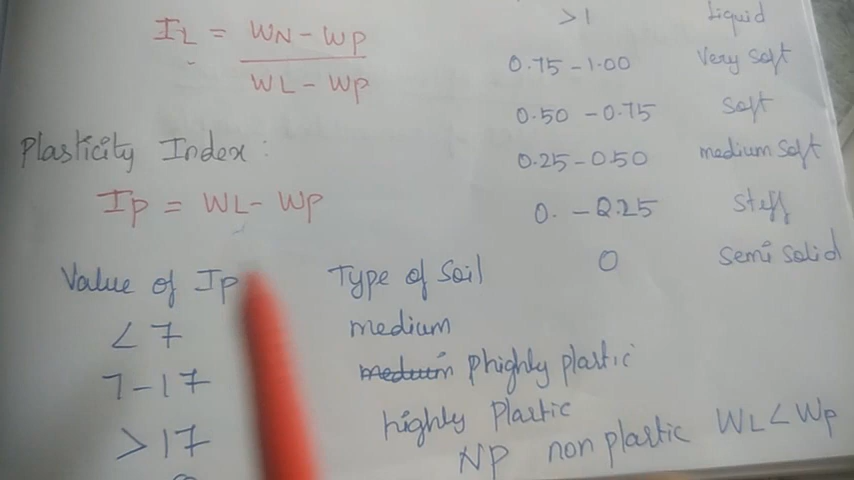 IL = WN - WP
WL - WP
Plasticity Index :
IP = WL - WP
>1 Liquid
0.75-1.00 Very Soft
0.50 -0.75 Soft
0.25-0.50 medium Soft
0. -0.25 Steff
0 Semi Solid
Value of IP Type of Soil
<7 medium
7-17 medium phighly plastic
>17 highly Plastic
NP non plastic WL<WP